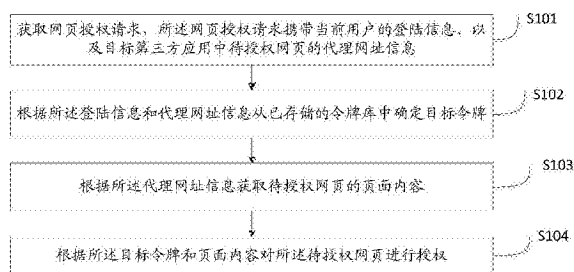 获取网页授权请求、所述网页授权请求携带当前用户的登陆信息、以
及目标第三方应用中待授权网页的代理网址信息
S101
根据所述登陆信息和代理网址信息从已存储的令牌库中确定目标令牌
S102
根据所述代理网址信息获取待授权网页的页面内容
S103
根据所述目标令牌和页面内容对所述待授权网页进行授权
S104